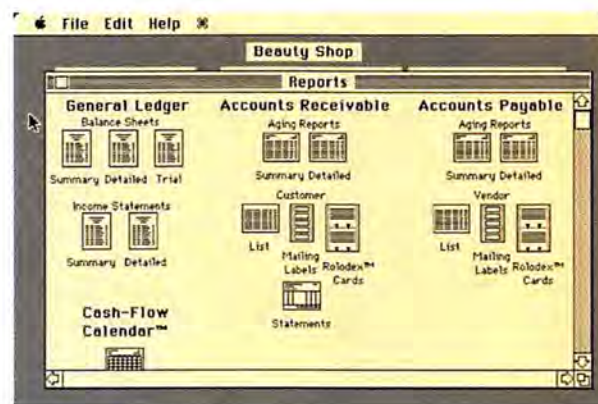 File Edit Help ⌘
Beauty Shop
Reports
General Ledger
Balance Sheets
Summary Detailed Trial
Income Statements
Summary Detailed
Cash-Flow
Calendar™
Accounts Receivable
Aging Reports
Summary Detailed
Customer
List
Mailing
Labels
Rolodex™
Cards
Statements
Accounts Payable
Aging Reports
Summary Detailed
Vendor
List
Mailing
Labels
Rolodex™
Cards